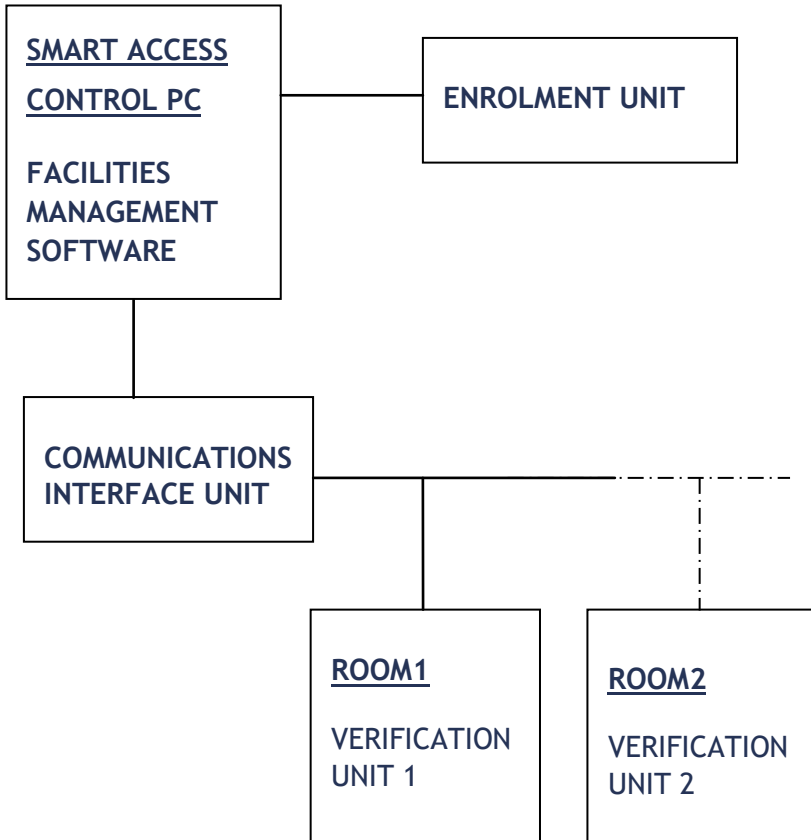 SMART ACCESS
CONTROL PC
FACILITIES
MANAGEMENT
SOFTWARE
ENROLMENT UNIT
COMMUNICATIONS
INTERFACE UNIT
ROOM1
VERIFICATION
UNIT 1
ROOM2
VERIFICATION
UNIT 2